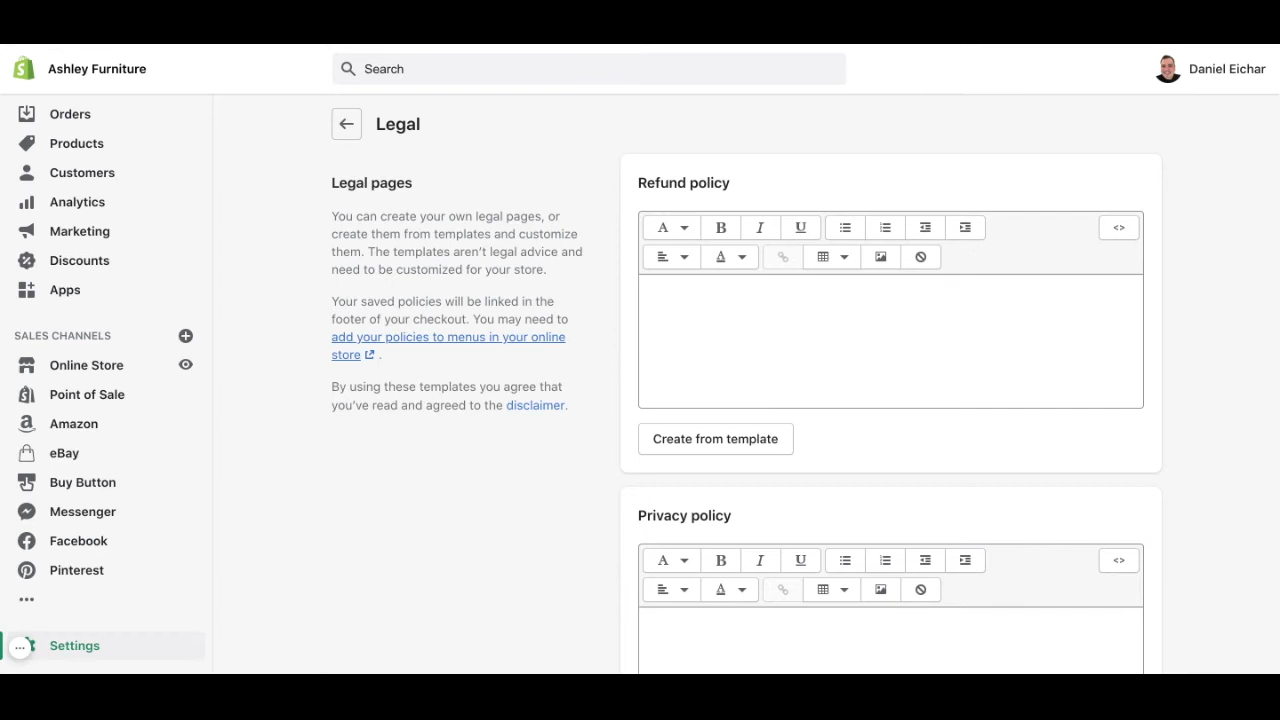 Ashley Furniture
Search
Daniel Eichar
Orders
Products
Customers
Analytics
Marketing
Discounts
Apps
SALES CHANNELS
Online Store
Point of Sale
Amazon
eBay
Buy Button
Messenger
Facebook
Pinterest
Settings
Legal
Legal pages
You can create your own legal pages, or
create them from templates and customize
them. The templates aren't legal advice and
need to be customized for your store.
Your saved policies will be linked in the
footer of your checkout. You may need to
add your policies to menus in your online
store .
By using these templates you agree that
you've read and agreed to the disclaimer.
Refund policy
A B I U <>
A
Create from template
Privacy policy
A B I U <>
A